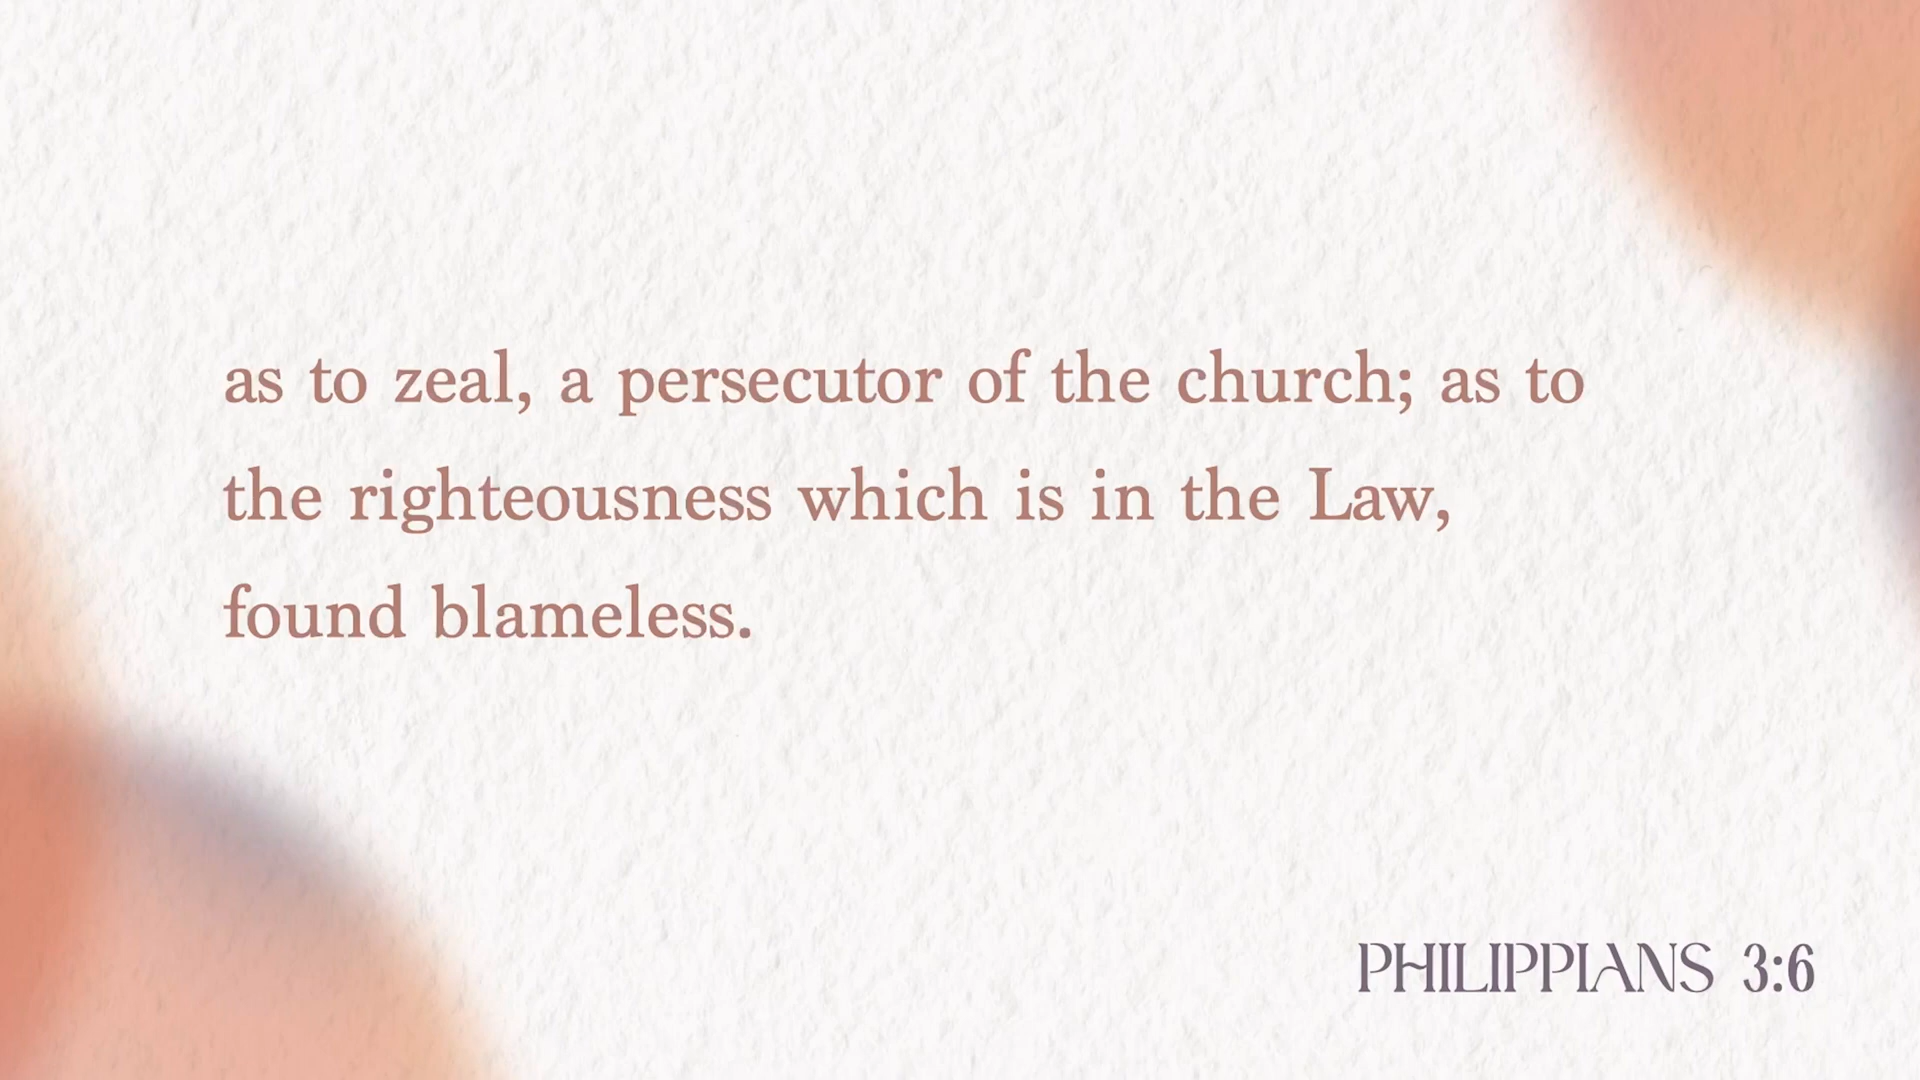 as to zeal, a persecutor of the church; as to
the righteousness which is in the Law,
found blameless.
PHILIPPIANS 3:6